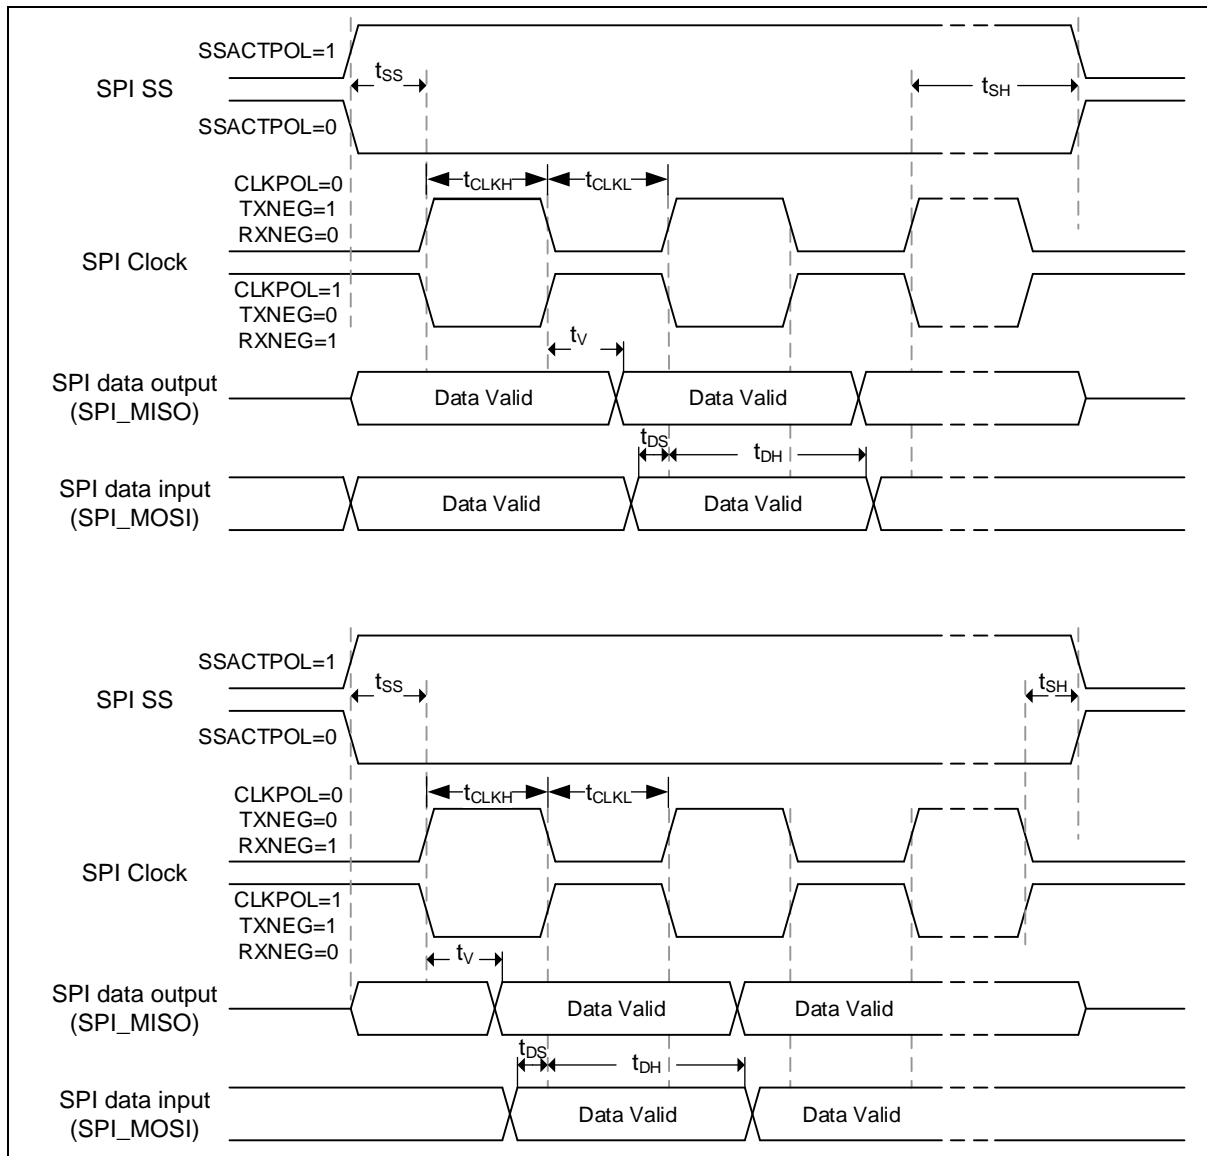 SSACTPOL=1
SPI SS
tSS
tSH
SSACTPOL=0
CLKPOL=0
TXNEG=1
RXNEG=0
tCLKH
tCLKL
SPI Clock
CLKPOL=1
TXNEG=0
RXNEG=1
tV
SPI data output
(SPI_MISO)
Data Valid
Data Valid
tDS
tDH
SPI data input
(SPI_MOSI)
Data Valid
Data Valid
SSACTPOL=1
SPI SS
tSS
tSH
SSACTPOL=0
CLKPOL=0
TXNEG=0
RXNEG=1
tCLKH
tCLKL
SPI Clock
CLKPOL=1
TXNEG=1
RXNEG=0
tV
SPI data output
(SPI_MISO)
Data Valid
Data Valid
tDS
tDH
SPI data input
(SPI_MOSI)
Data Valid
Data Valid